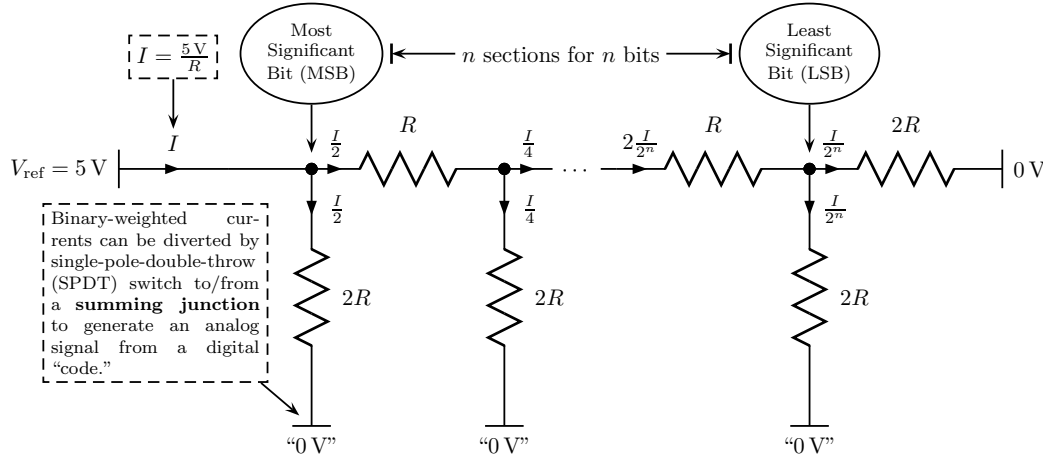 Most
Significant
Bit (MSB)
Least
Significant
Bit (LSB)
I = 5 V / R
n sections for n bits
I
I/2
R
I/4
2 I/2^n
R
I/2^n
2R
V_ref = 5 V
· · ·
0 V
I/2
I/4
I/2^n
Binary-weighted cur-
rents can be diverted by
single-pole-double-throw
(SPDT) switch to/from
a summing junction
to generate an analog
signal from a digital
“code.”
2R
2R
2R
“0 V”
“0 V”
“0 V”